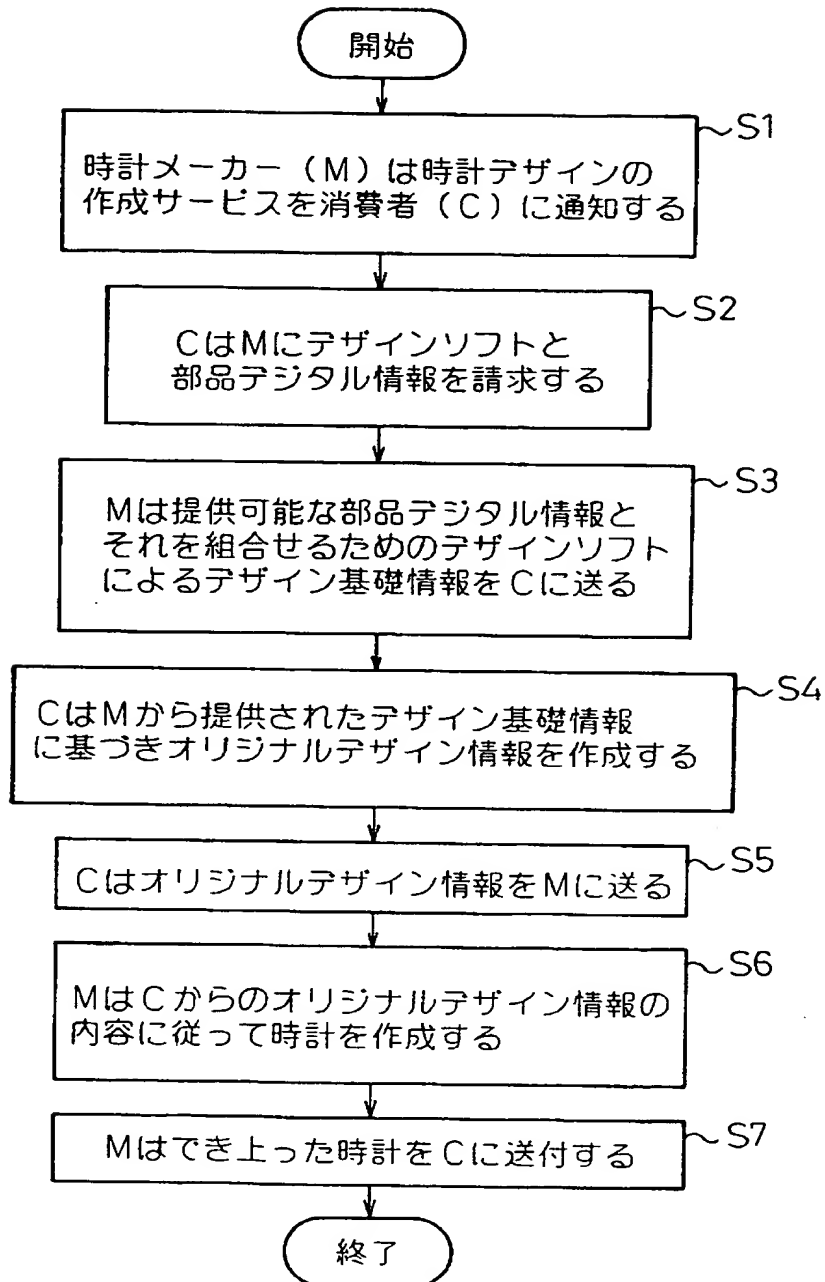 開始
S1
時計メーカー（M）は時計デザインの
作成サービスを消費者（C）に通知する
S2
CはMにデザインソフトと
部品デジタル情報を請求する
S3
Mは提供可能な部品デジタル情報と
それを組合せるためのデザインソフト
によるデザイン基礎情報をCに送る
S4
CはMから提供されたデザイン基礎情報
に基づきオリジナルデザイン情報を作成する
S5
Cはオリジナルデザイン情報をMに送る
S6
MはCからのオリジナルデザイン情報の
内容に従って時計を作成する
S7
Mはでき上った時計をCに送付する
終了